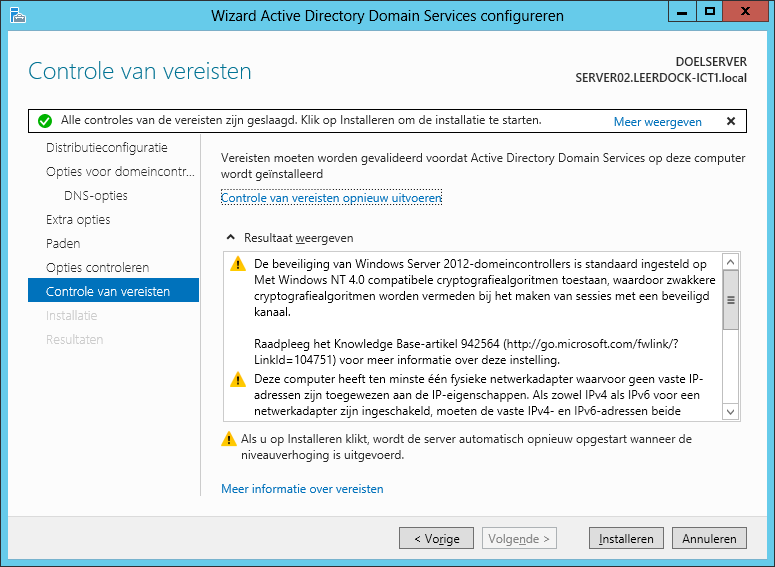 Wizard Active Directory Domain Services configureren
Controle van vereisten
DOELSERVER
SERVER02.LEERDOCK-ICT1.local
Alle controles van de vereisten zijn geslaagd. Klik op Installeren om de installatie te starten.
Meer weergeven
Distributieconfiguratie
Opties voor domeincontr...
DNS-opties
Extra opties
Paden
Opties controleren
Controle van vereisten
Installatie
Resultaten
Vereisten moeten worden gevalideerd voordat Active Directory Domain Services op deze computer
wordt geïnstalleerd
Controle van vereisten opnieuw uitvoeren
Resultaat weergeven
De beveiliging van Windows Server 2012-domeincontrollers is standaard ingesteld op
Met Windows NT 4.0 compatibele cryptografiealgoritmen toestaan, waardoor zwakkere
cryptografiealgoritmen worden vermeden bij het maken van sessies met een beveiligd
kanaal.
Raadpleeg het Knowledge Base-artikel 942564 (http://go.microsoft.com/fwlink/?
LinkId=104751) voor meer informatie over deze instelling.
Deze computer heeft ten minste één fysieke netwerkadapter waarvoor geen vaste IP-
adressen zijn toegewezen aan de IP-eigenschappen. Als zowel IPv4 als IPv6 voor een
netwerkadapter zijn ingeschakeld, moeten de vaste IPv4- en IPv6-adressen beide
Als u op Installeren klikt, wordt de server automatisch opnieuw opgestart wanneer de
niveauverhoging is uitgevoerd.
Meer informatie over vereisten
< Vorige
Volgende >
Installeren
Annuleren